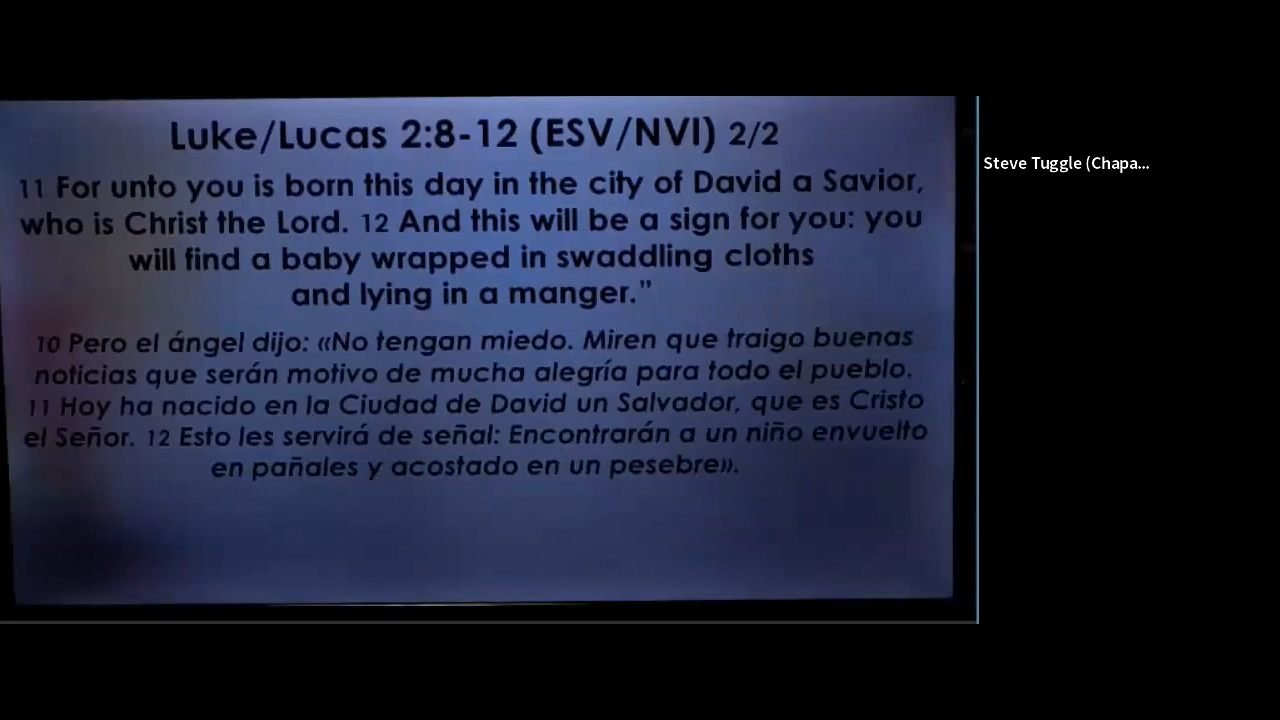 Luke/Lucas 2:8-12 (ESV/NVI) 2/2
11 For unto you is born this day in the city of David a Savior,
who is Christ the Lord. 12 And this will be a sign for you: you
will find a baby wrapped in swaddling cloths
and lying in a manger."
10 Pero el ángel dijo: «No tengan miedo. Miren que traigo buenas
noticias que serán motivo de mucha alegría para todo el pueblo.
11 Hoy ha nacido en la Ciudad de David un Salvador, que es Cristo
el Señor. 12 Esto les servirá de señal: Encontrarán a un niño envuelto
en pañales y acostado en un pesebre».
Steve Tuggle (Chapa...